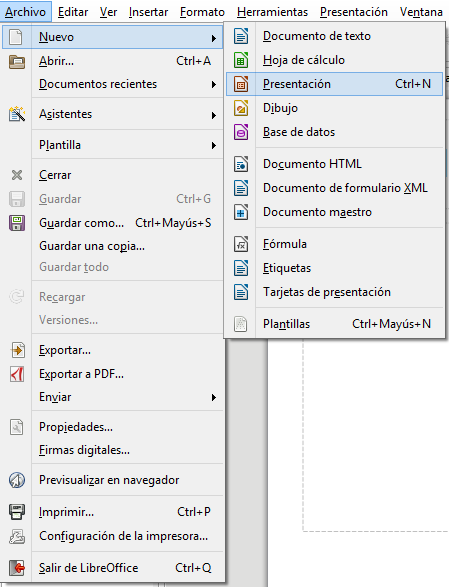 Archivo Editar Ver Insertar Formato Herramientas Presentación Ventana
Nuevo
Abrir... Ctrl+A
Documentos recientes
Asistentes
Plantilla
Cerrar
Guardar Ctrl+G
Guardar como... Ctrl+Mayús+S
Guardar una copia...
Guardar todo
Recargar
Versiones...
Exportar...
Exportar a PDF...
Enviar
Propiedades...
Firmas digitales...
Previsualizar en navegador
Imprimir... Ctrl+P
Configuración de la impresora...
Salir de LibreOffice Ctrl+Q
Documento de texto
Hoja de cálculo
Presentación Ctrl+N
Dibujo
Base de datos
Documento HTML
Documento de formulario XML
Documento maestro
Fórmula
Etiquetas
Tarjetas de presentación
Plantillas Ctrl+Mayús+N